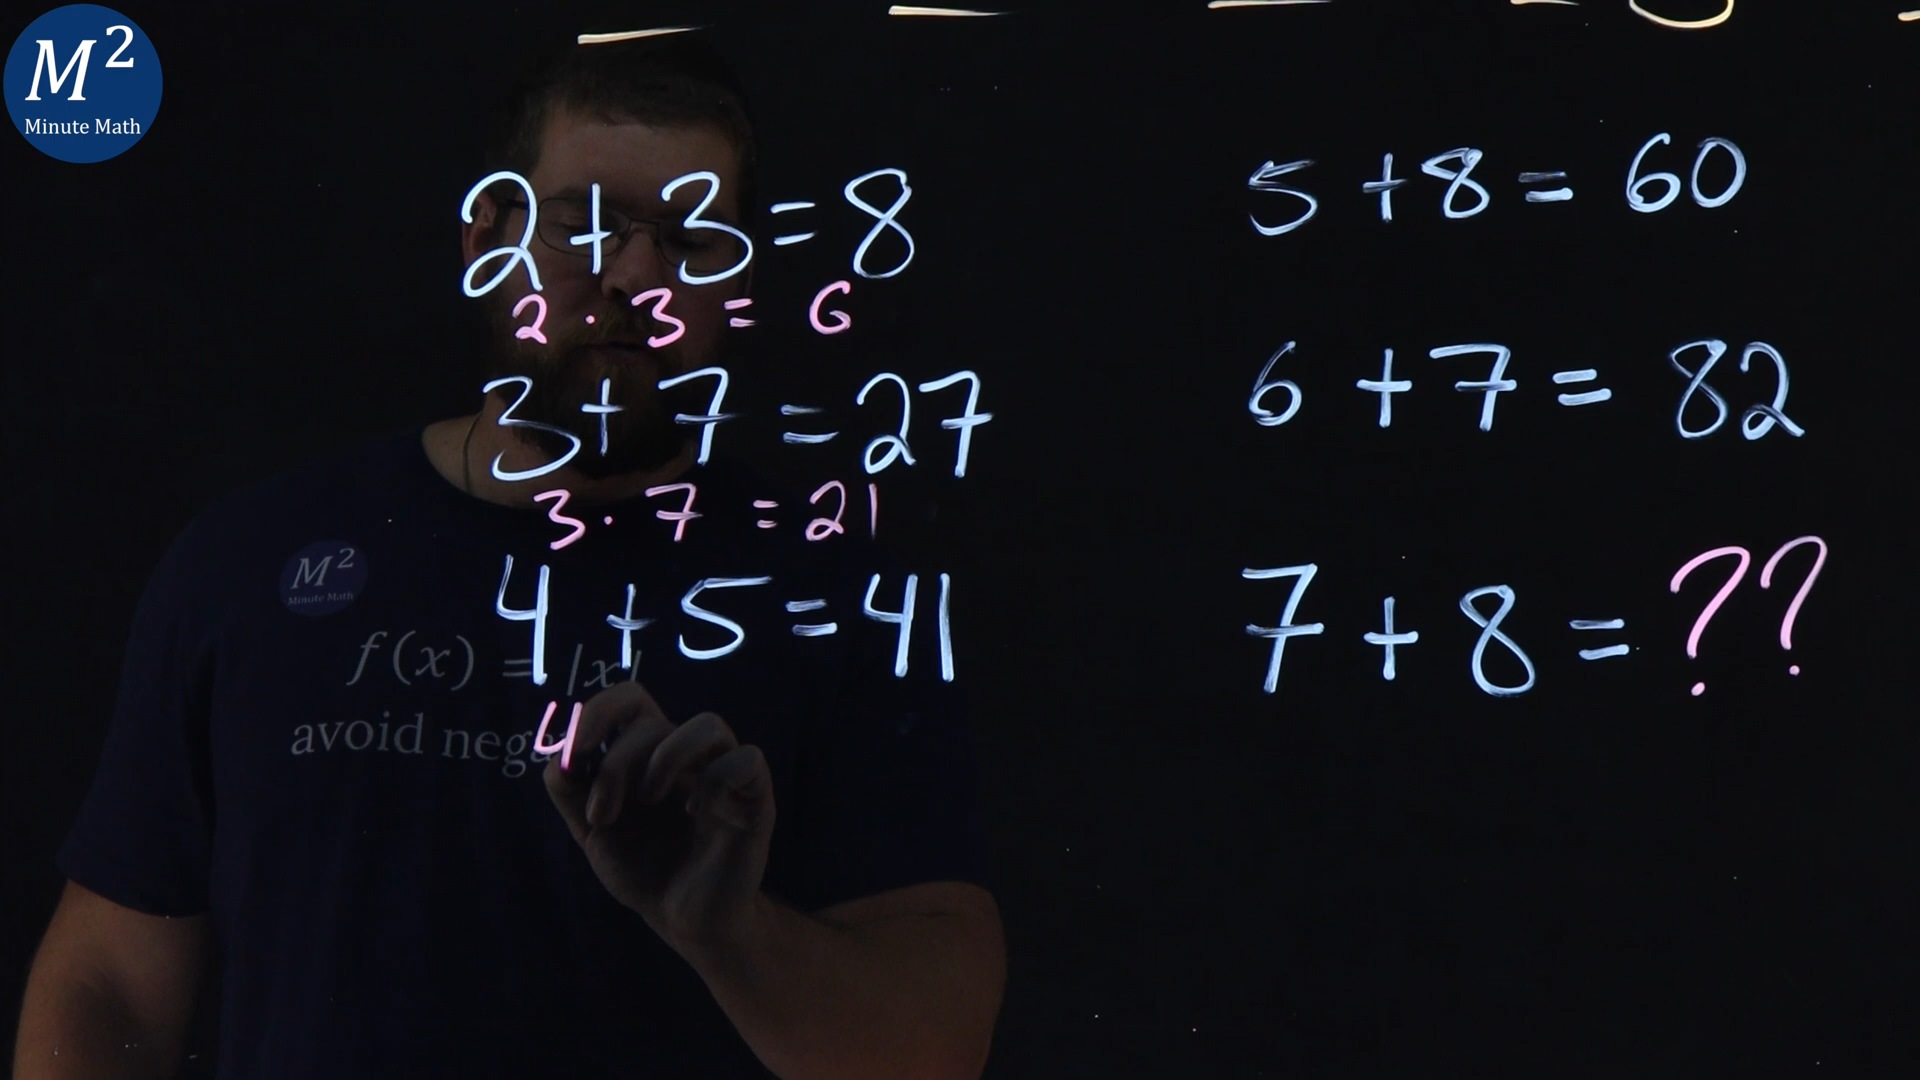 M²
Minute Math
2 + 3 = 8
2 · 3 = 6
3 + 7 = 27
3 · 7 = 21
4 + 5 = 41
4
5 + 8 = 60
6 + 7 = 82
7 + 8 = ??
M²
Minute Math
f(x) = |x|
avoid